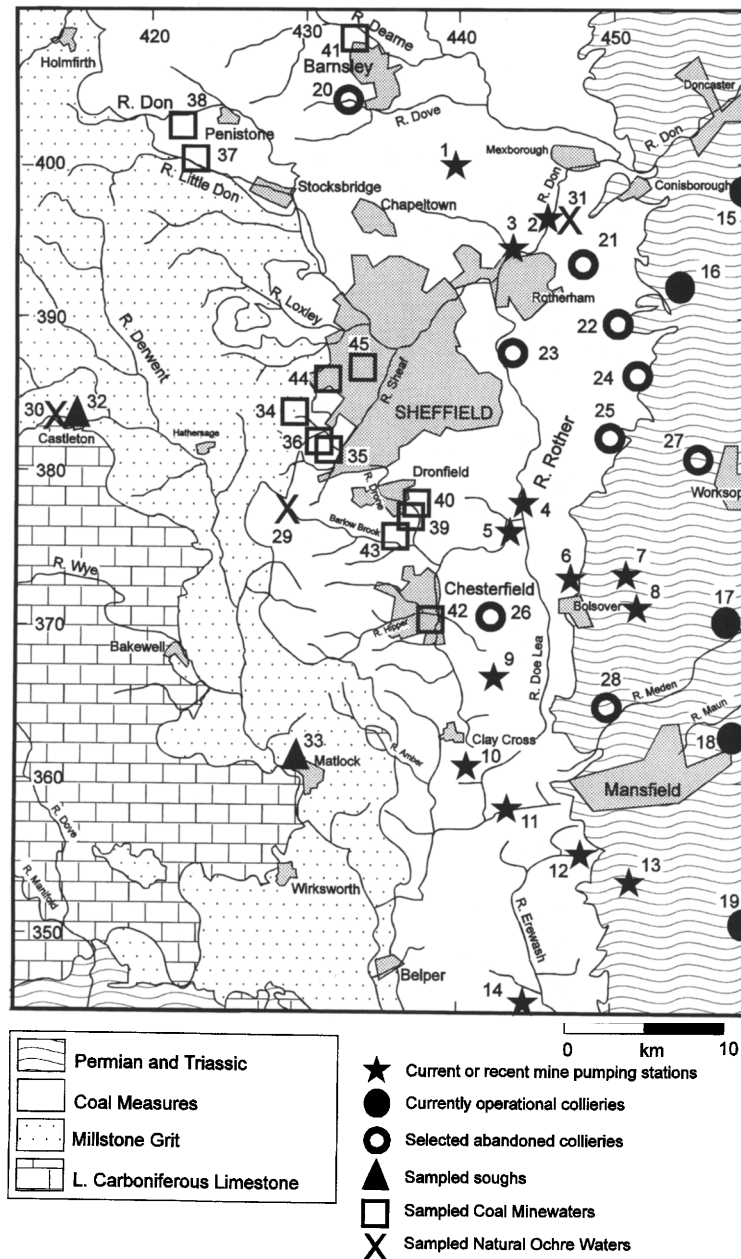 420
430
440
450
R. Dearne
41
Holmfirth
Barnsley
Doncaster
20
R. Don
38
R. Dove
Penistone
R. Don
1
Mexborough
37
400
R. Little Don
Stocksbridge
R. Don
Conisborough
Chapeltown
31
15
3
2
21
16
R. Loxley
Rotherham
390
R. Derwent
22
45
23
44
R. Sheaf
24
34
SHEFFIELD
30
32
25
R. Rother
Castleton
36
27
Hathersage
35
380
Dronfield
Worksop
R. Drone
40
4
Barlow Brook
39
5
29
43
R. Wye
6
7
Chesterfield
8
17
42
26
Bolsover
370
R. Hipper
Bakewell
R. Doe Lea
9
28
R. Meden
R. Maun
33
Clay Cross
18
R. Amber
Matlock
10
360
Mansfield
R. Dove
11
12
13
Wirksworth
R. Manifold
19
350
R. Erewash
Belper
14
0
km
10
Permian and Triassic
Coal Measures
Millstone Grit
L. Carboniferous Limestone
Current or recent mine pumping stations
Currently operational collieries
Selected abandoned collieries
Sampled soughs
Sampled Coal Minewaters
Sampled Natural Ochre Waters